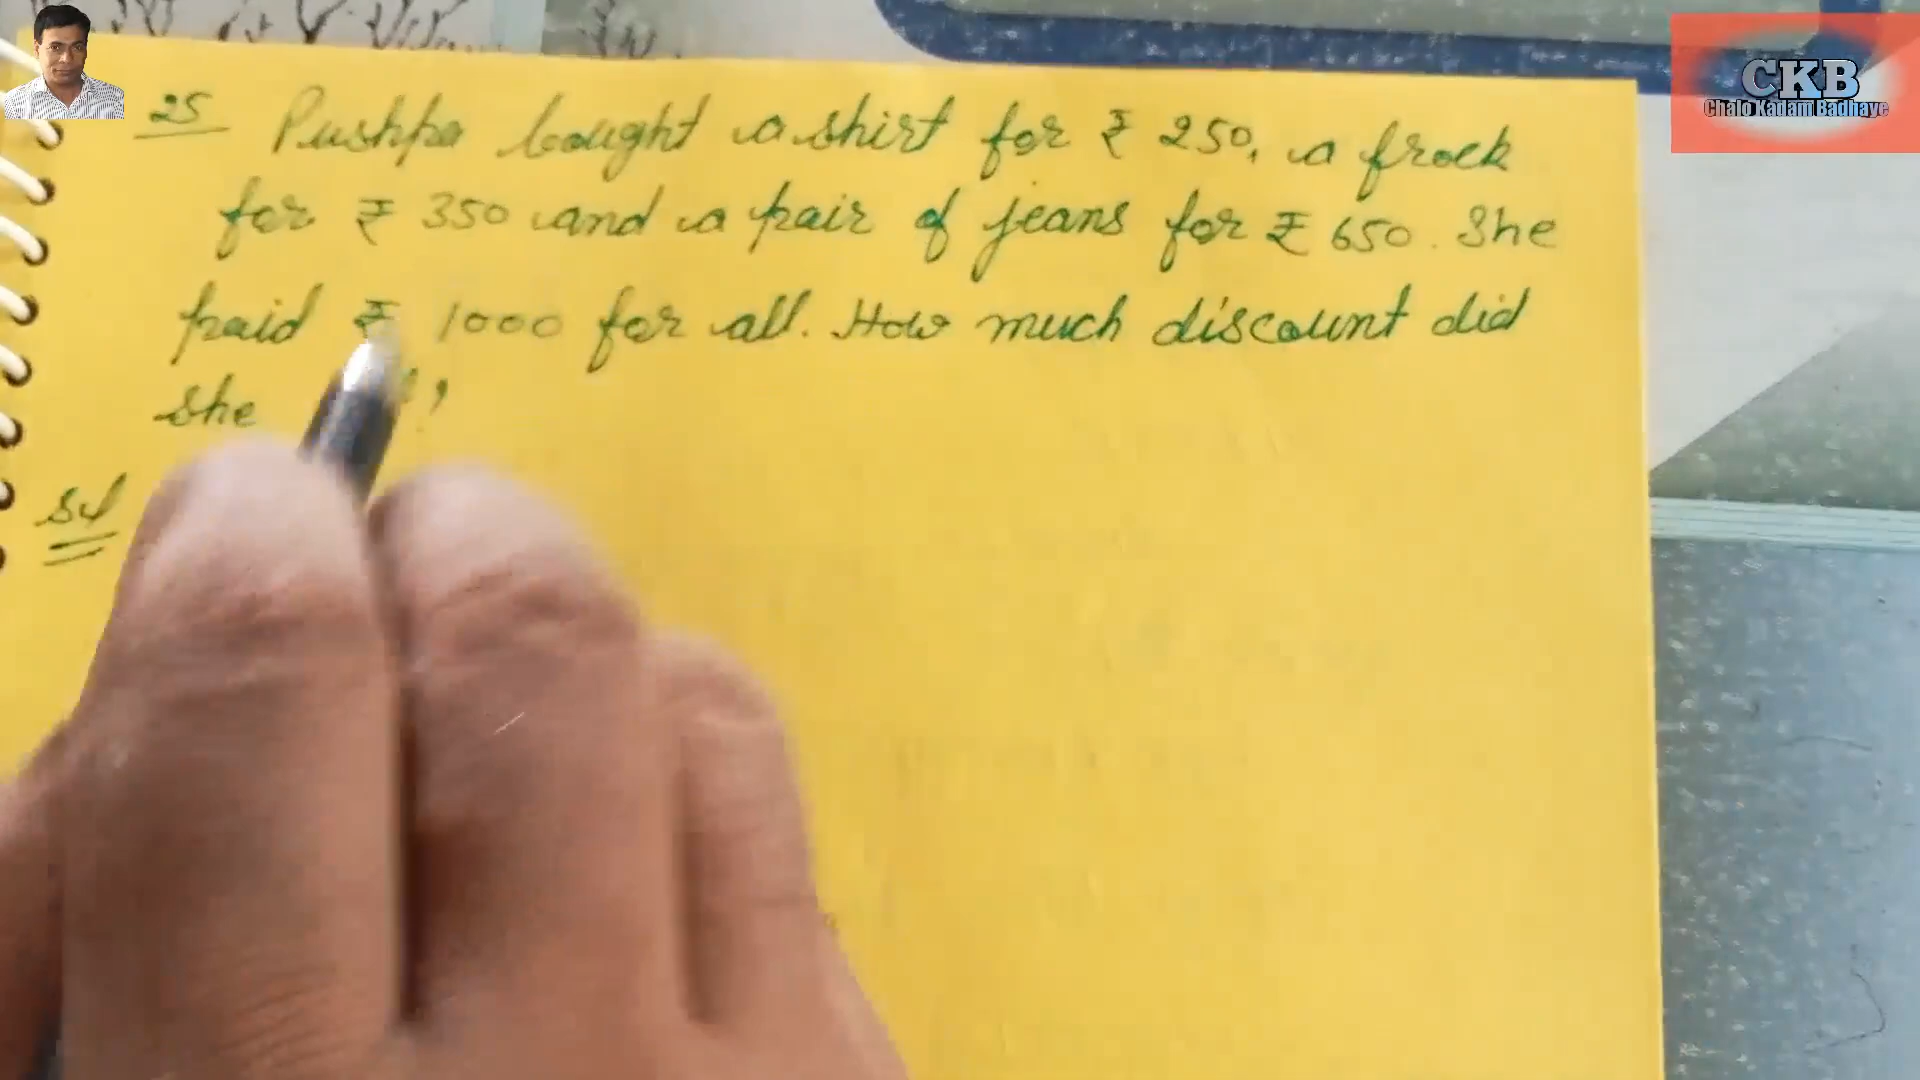 25 Pushpa bought a shirt for ₹ 250, a frock
for ₹ 350 and a pair of jeans for ₹ 650. She
paid ₹ 1000 for all. How much discount did
she
Sol
CKB
Chalo Kadam Badhaye